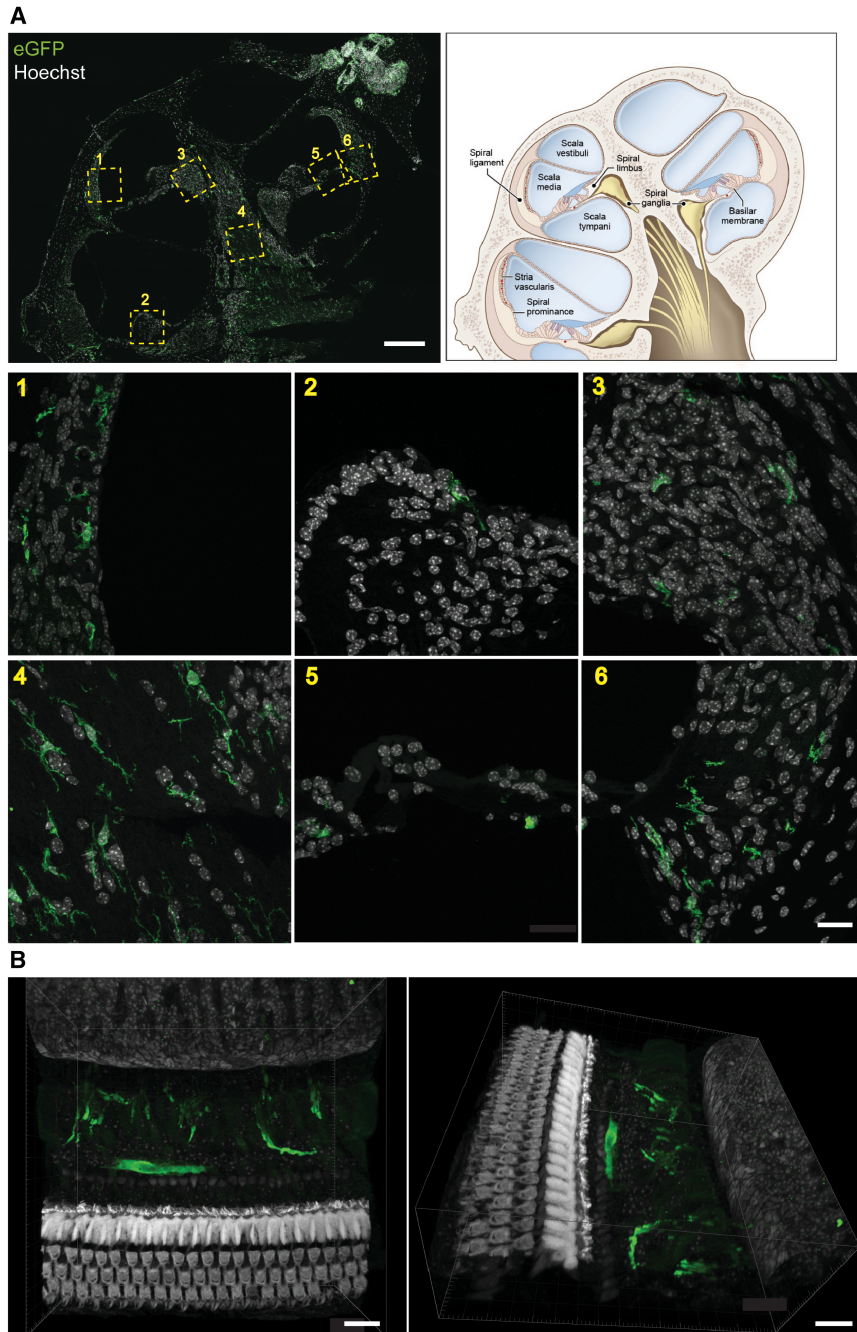 A
eGFP
Hoechst
1
2
3
4
5
6
Scala
vestibuli
Spiral
ligament
Scala
media
Spiral
limbus
Spiral
ganglia
Scala
tympani
Basilar
membrane
Stria
vascularis
Spiral
prominance
1
2
3
4
5
6
B